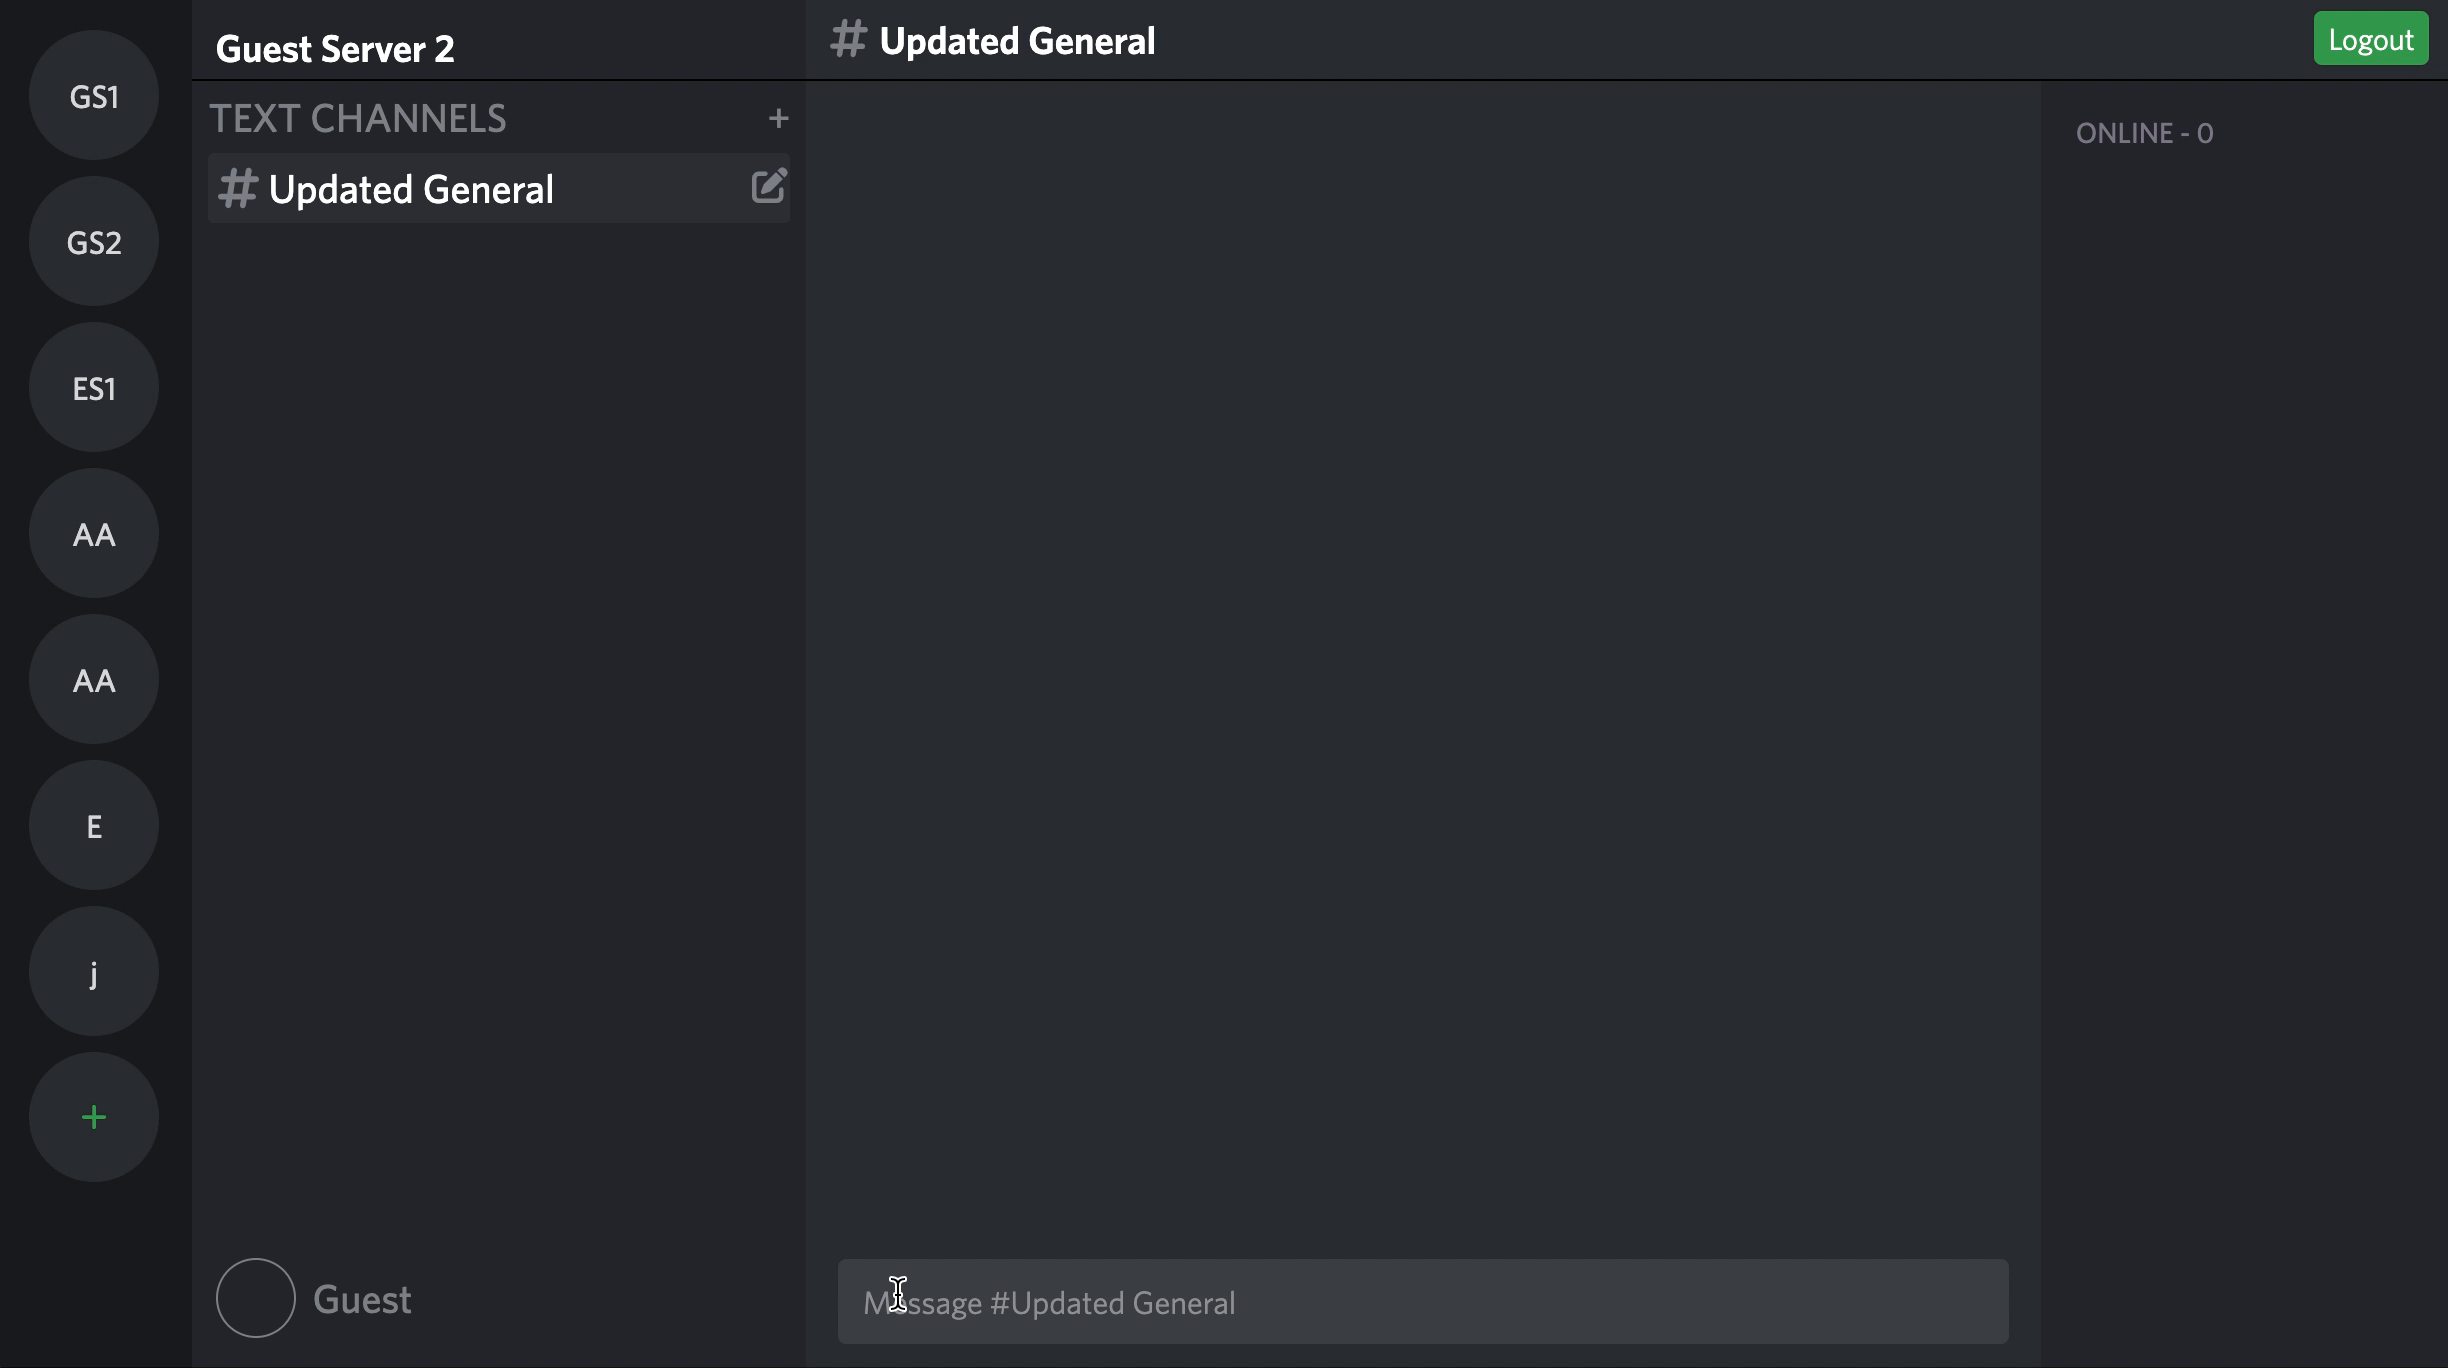 GS1
GS2
ES1
AA
AA
E
j
+
Guest Server 2
TEXT CHANNELS +
# Updated General
Guest
# Updated General
Message #Updated General
Logout
ONLINE - 0